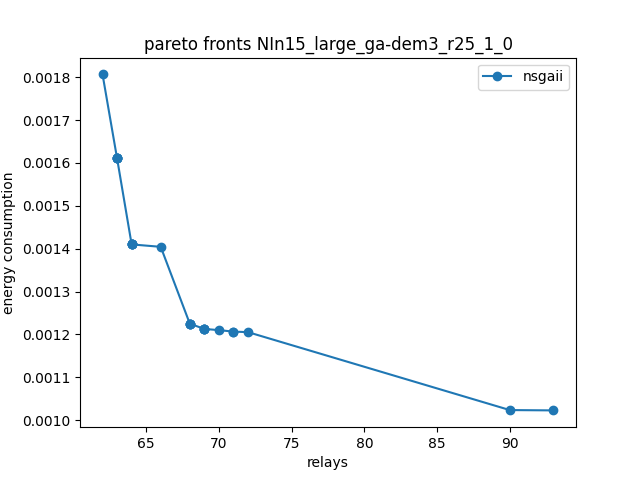 pareto fronts NIn15_large_ga-dem3_r25_1_0
nsgaii
energy consumption
0.0018
0.0017
0.0016
0.0015
0.0014
0.0013
0.0012
0.0011
0.0010
65 70 75 80 85 90
relays